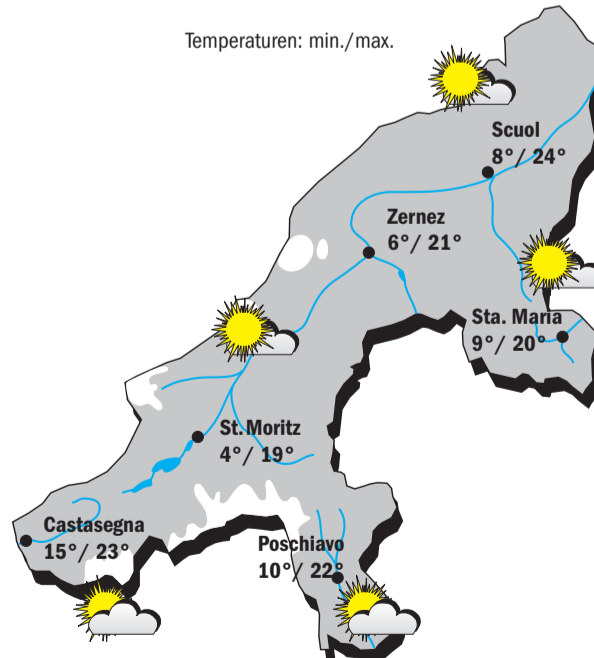 Temperaturen: min./max.
Scuol
8°/ 24°
Zernez
6°/ 21°
Sta. Maria
9°/ 20°
St. Moritz
4°/ 19°
Castasegna
15°/ 23°
Poschiavo
10°/ 22°